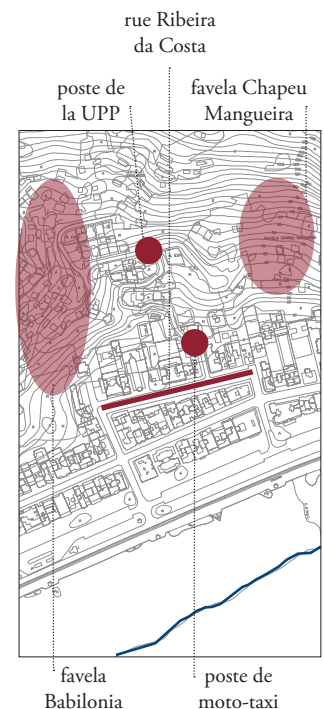 rue Ribeira
da Costa
poste de
la UPP
favela Chapeu
Mangueira
favela
Babilonia
poste de
moto-taxi